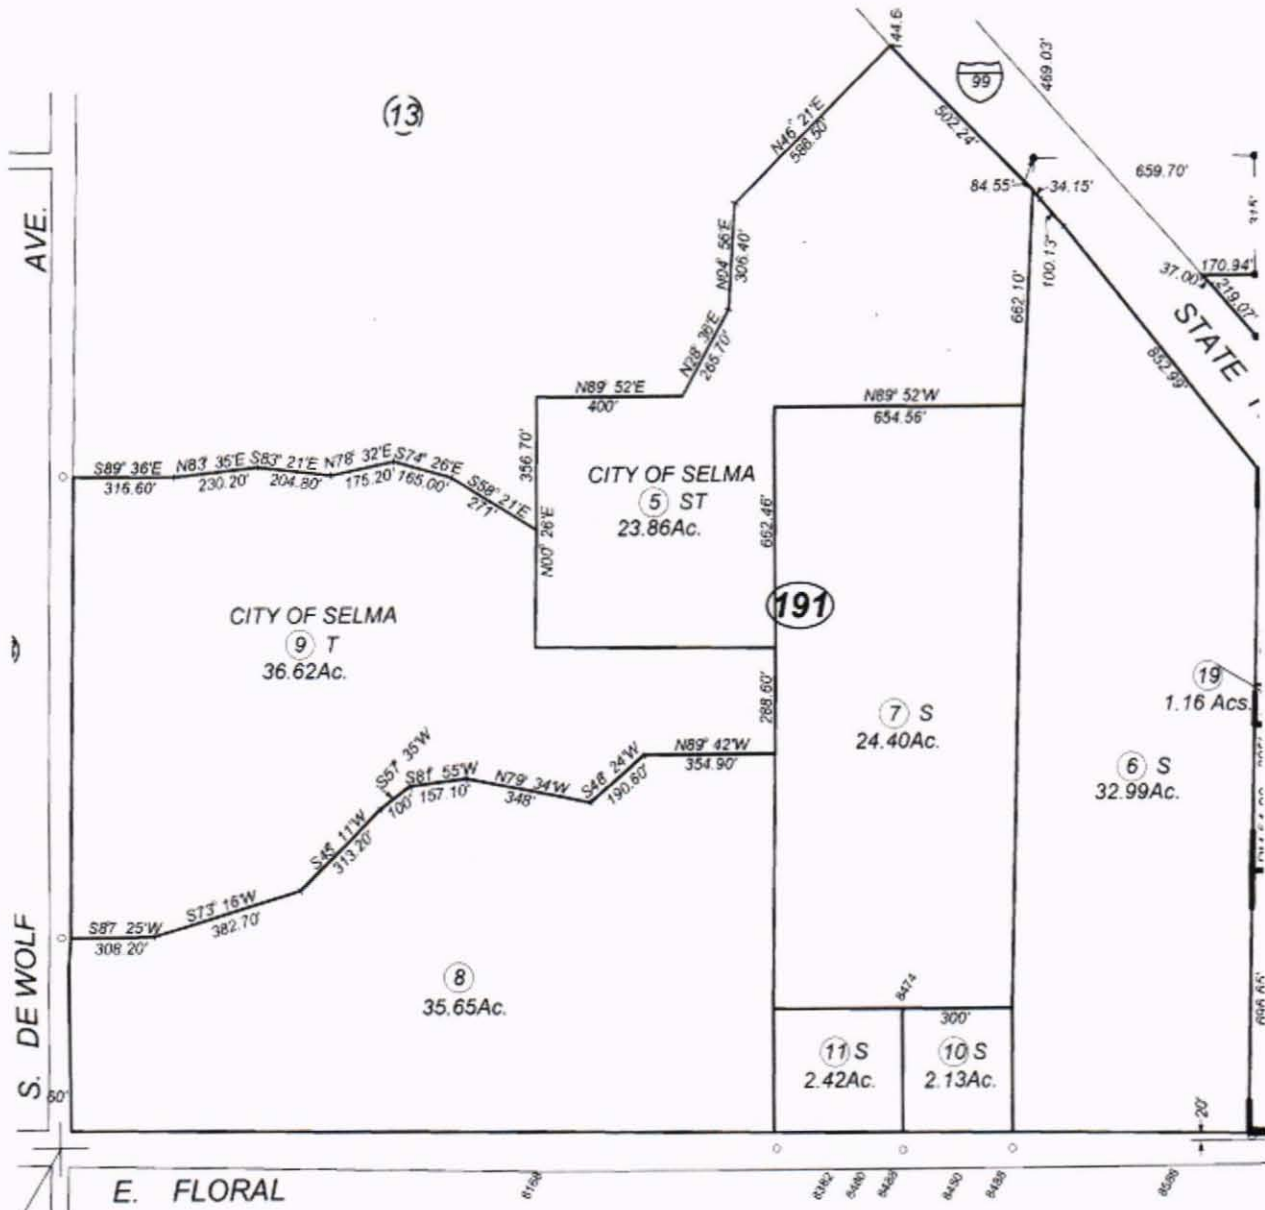 144.6
99
469.03'
(13)
N46° 21'E
586.50'
502.24'
659.70'
84.55'
34.15'
315'
AVE.
N04° 56'E
306.40'
100.13'
37.00'
170.94'
219.07'
662.10'
STATE
N28° 36'E
265.70'
852.99'
N89° 52'E
400'
N89° 52'W
654.56'
356.70'
N00° 26'E
CITY OF SELMA
5 ST
23.86Ac.
662.46'
S89° 36'E
316.60'
N83° 35'E
230.20'
S83° 21'E
204.80'
N78° 32'E
175.20'
S74° 26'E
165.00'
S58° 21'E
271'
191
CITY OF SELMA
9 T
36.62Ac.
19
1.16 Acs.
288.60'
7 S
24.40Ac.
N89° 42'W
354.90'
6 S
32.99Ac.
S48° 24'W
190.60'
N79° 34'W
348'
S81° 55'W
157.10'
S57° 35'W
100'
S45° 11'W
313.20'
S73° 16'W
382.70'
S87° 25'W
308.20'
8
35.65Ac.
8474
300'
696.65'
11 S
2.42Ac.
10 S
2.13Ac.
S. DE WOLF
20'
E. FLORAL
8168
8382
8488
8450
8488
8588